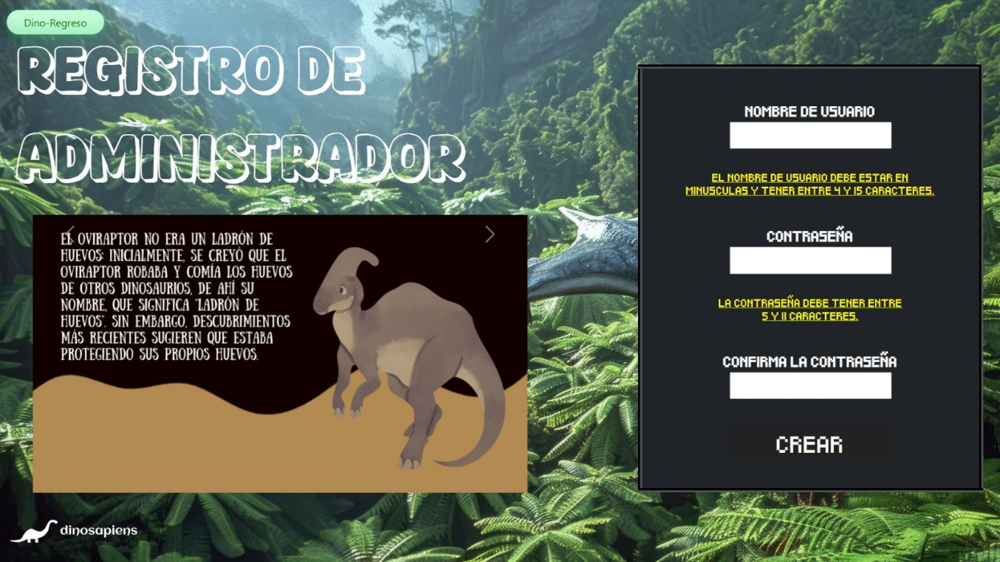 Dino-Regreso
REGISTRO DE
ADMINISTRADOR
EL OVIRAPTOR NO ERA UN LADRÓN DE
HUEVOS: INICIALMENTE, SE CREYÓ QUE EL
OVIRAPTOR ROBABA Y COMÍA LOS HUEVOS
DE OTROS DINOSAURIOS, DE AHÍ SU
NOMBRE, QUE SIGNIFICA "LADRÓN DE
HUEVOS". SIN EMBARGO, DESCUBRIMIENTOS
MÁS RECIENTES SUGIEREN QUE ESTABA
PROTEGIENDO SUS PROPIOS HUEVOS.
dinosapiens
NOMBRE DE USUARIO
EL NOMBRE DE USUARIO DEBE ESTAR EN
MINUSCULAS Y TENER ENTRE 4 Y 15 CARACTERES.
CONTRASEÑA
LA CONTRASEÑA DEBE TENER ENTRE
5 Y 11 CARACTERES.
CONFIRMA LA CONTRASEÑA
CREAR